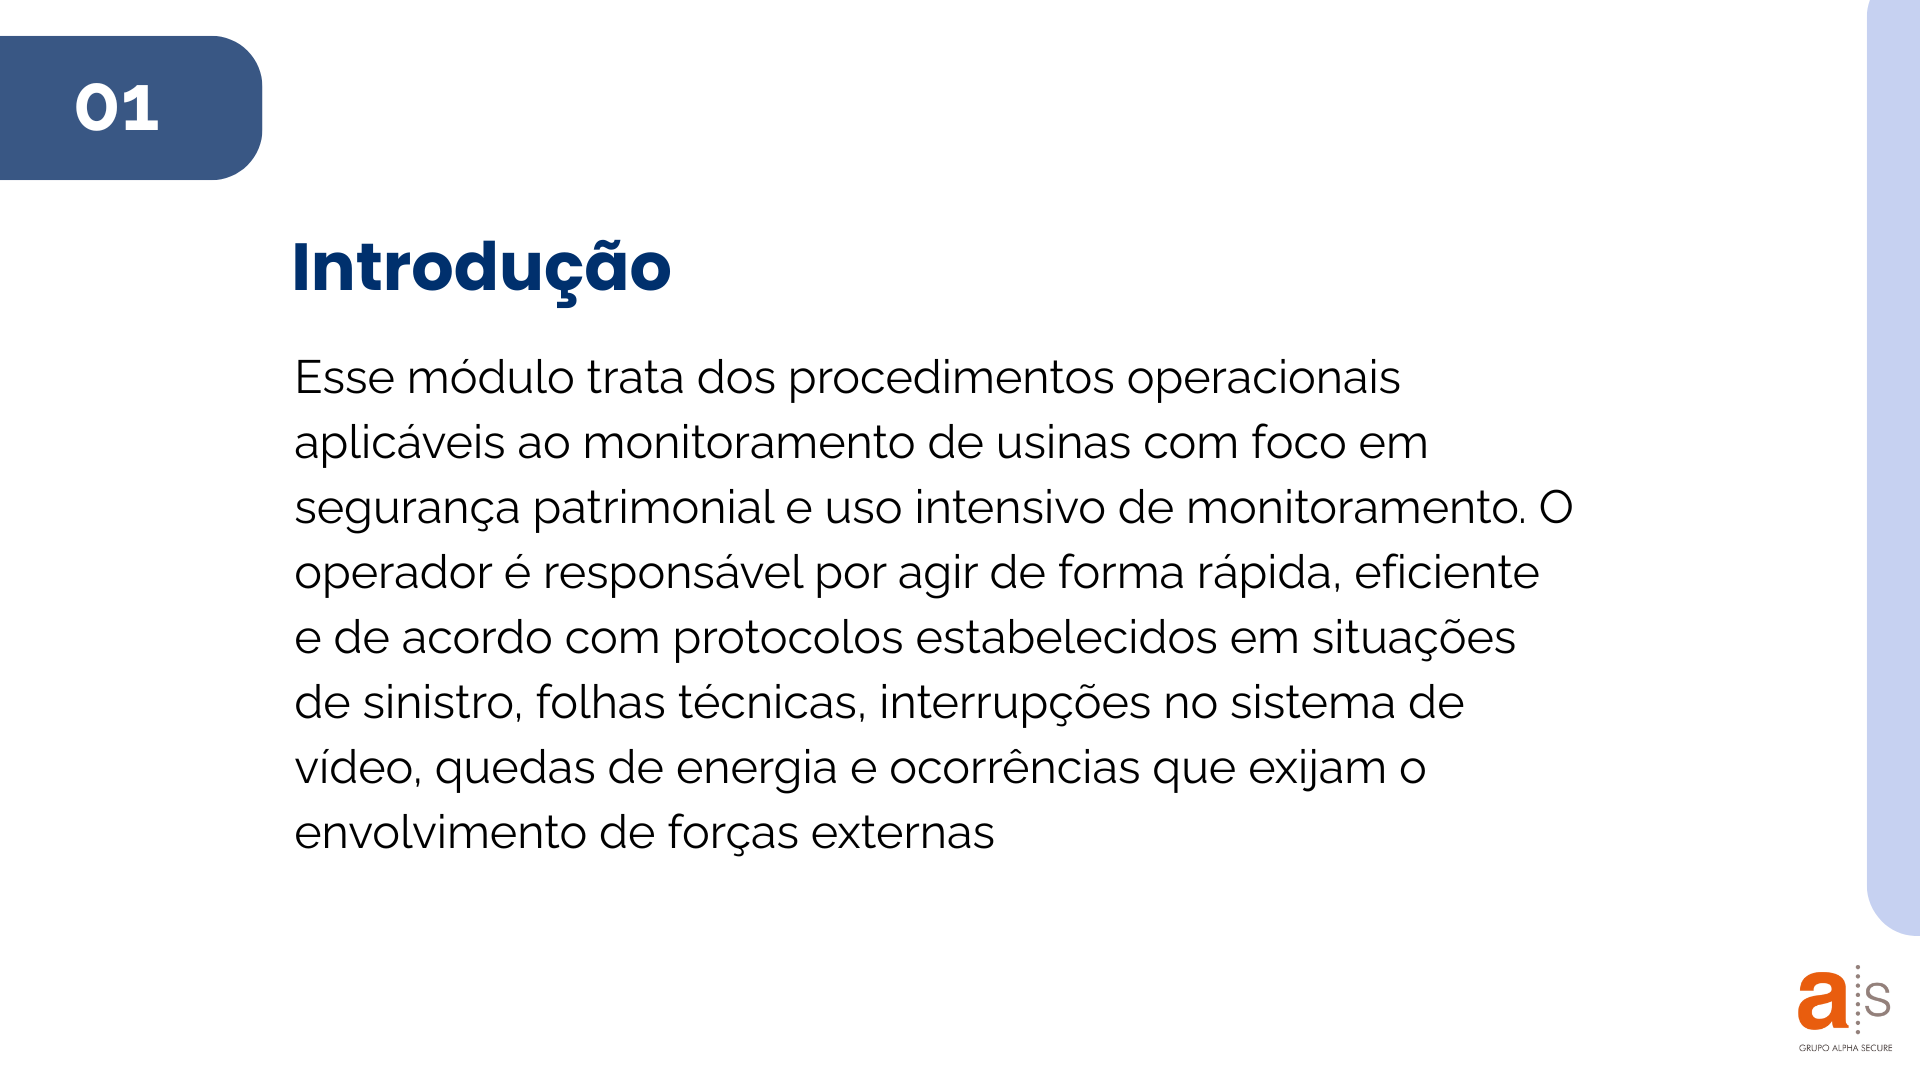 01
Introdução
Esse módulo trata dos procedimentos operacionais
aplicáveis ao monitoramento de usinas com foco em
segurança patrimonial e uso intensivo de monitoramento. O
operador é responsável por agir de forma rápida, eficiente
e de acordo com protocolos estabelecidos em situações
de sinistro, folhas técnicas, interrupções no sistema de
vídeo, quedas de energia e ocorrências que exijam o
envolvimento de forças externas
a s
GRUPO ALPHA SECURE